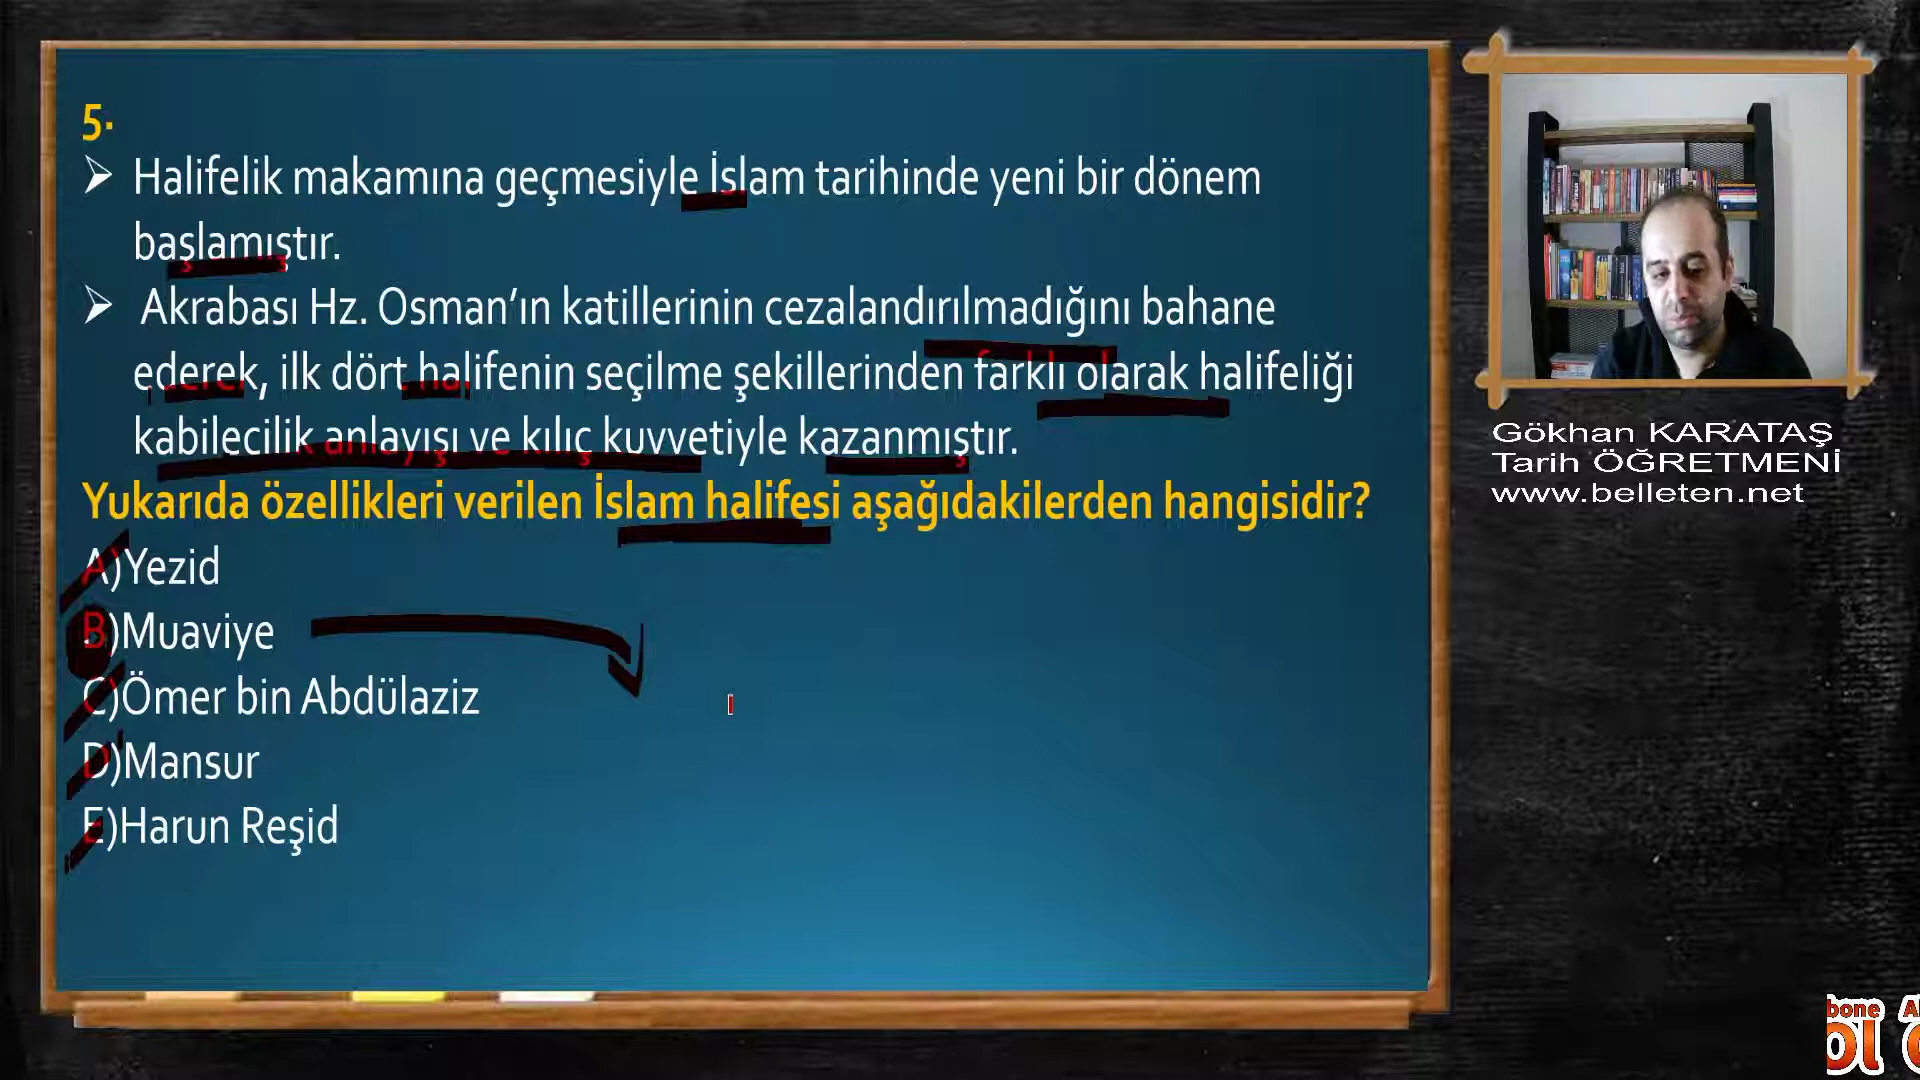 5.
Halifelik makamına geçmesiyle İslam tarihinde yeni bir dönem
başlamıştır.
Akrabası Hz. Osman’ın katillerinin cezalandırılmadığını bahane
ederek, ilk dört halifenin seçilme şekillerinden farklı olarak halifeliği
kabilecilik anlayışı ve kılıç kuvvetiyle kazanmıştır.
Yukarıda özellikleri verilen İslam halifesi aşağıdakilerden hangisidir?
A)Yezid
B)Muaviye
C)Ömer bin Abdülaziz
D)Mansur
E)Harun Reşid
Gökhan KARATAŞ
Tarih ÖĞRETMENİ
www.belleten.net